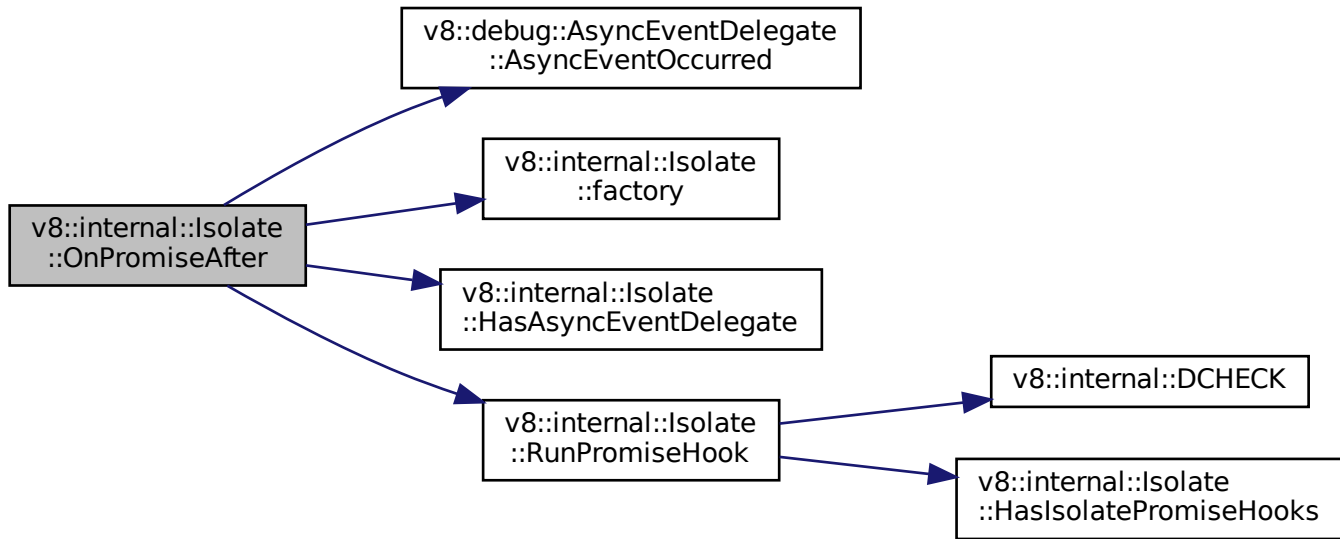 v8::debug::AsyncEventDelegate
::AsyncEventOccurred
v8::internal::Isolate
::factory
v8::internal::Isolate
::OnPromiseAfter
v8::internal::Isolate
::HasAsyncEventDelegate
v8::internal::Isolate
::RunPromiseHook
v8::internal::DCHECK
v8::internal::Isolate
::HasIsolatePromiseHooks